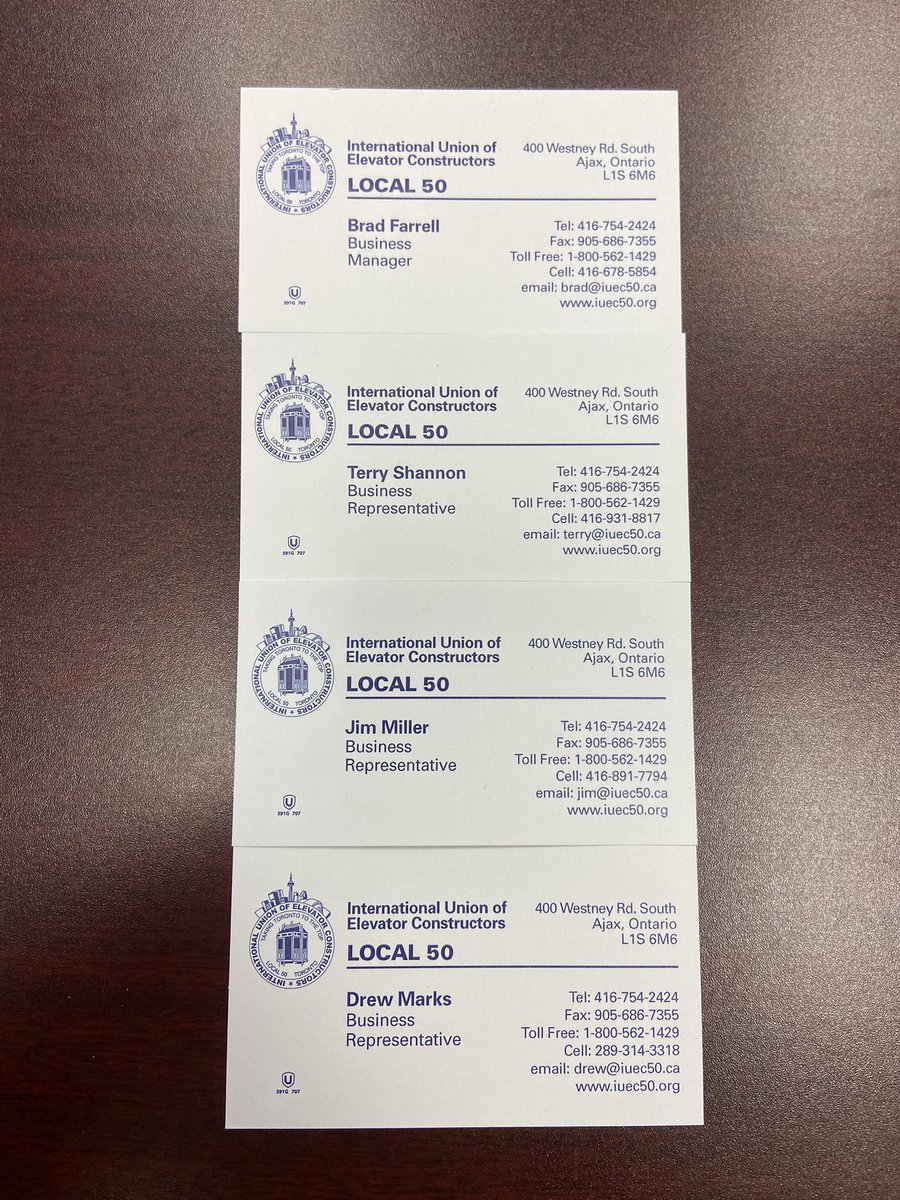 INTERNATIONAL UNION OF ELEVATOR CONSTRUCTORS
TAKING TORONTO TO THE TOP
LOCAL 50 TORONTO
International Union of
Elevator Constructors
LOCAL 50
400 Westney Rd. South
Ajax, Ontario
L1S 6M6
Brad Farrell
Business
Manager
Tel: 416-754-2424
Fax: 905-686-7355
Toll Free: 1-800-562-1429
Cell: 416-678-5854
email: brad@iuec50.ca
www.iuec50.org
U
591G 707
INTERNATIONAL UNION OF ELEVATOR CONSTRUCTORS
TAKING TORONTO TO THE TOP
LOCAL 50 TORONTO
International Union of
Elevator Constructors
LOCAL 50
400 Westney Rd. South
Ajax, Ontario
L1S 6M6
Terry Shannon
Business
Representative
Tel: 416-754-2424
Fax: 905-686-7355
Toll Free: 1-800-562-1429
Cell: 416-931-8817
email: terry@iuec50.ca
www.iuec50.org
U
591G 707
INTERNATIONAL UNION OF ELEVATOR CONSTRUCTORS
TAKING TORONTO TO THE TOP
LOCAL 50 TORONTO
International Union of
Elevator Constructors
LOCAL 50
400 Westney Rd. South
Ajax, Ontario
L1S 6M6
Jim Miller
Business
Representative
Tel: 416-754-2424
Fax: 905-686-7355
Toll Free: 1-800-562-1429
Cell: 416-891-7794
email: jim@iuec50.ca
www.iuec50.org
U
591G 707
INTERNATIONAL UNION OF ELEVATOR CONSTRUCTORS
TAKING TORONTO TO THE TOP
LOCAL 50 TORONTO
International Union of
Elevator Constructors
LOCAL 50
400 Westney Rd. South
Ajax, Ontario
L1S 6M6
Drew Marks
Business
Representative
Tel: 416-754-2424
Fax: 905-686-7355
Toll Free: 1-800-562-1429
Cell: 289-314-3318
email: drew@iuec50.ca
www.iuec50.org
U
591G 707